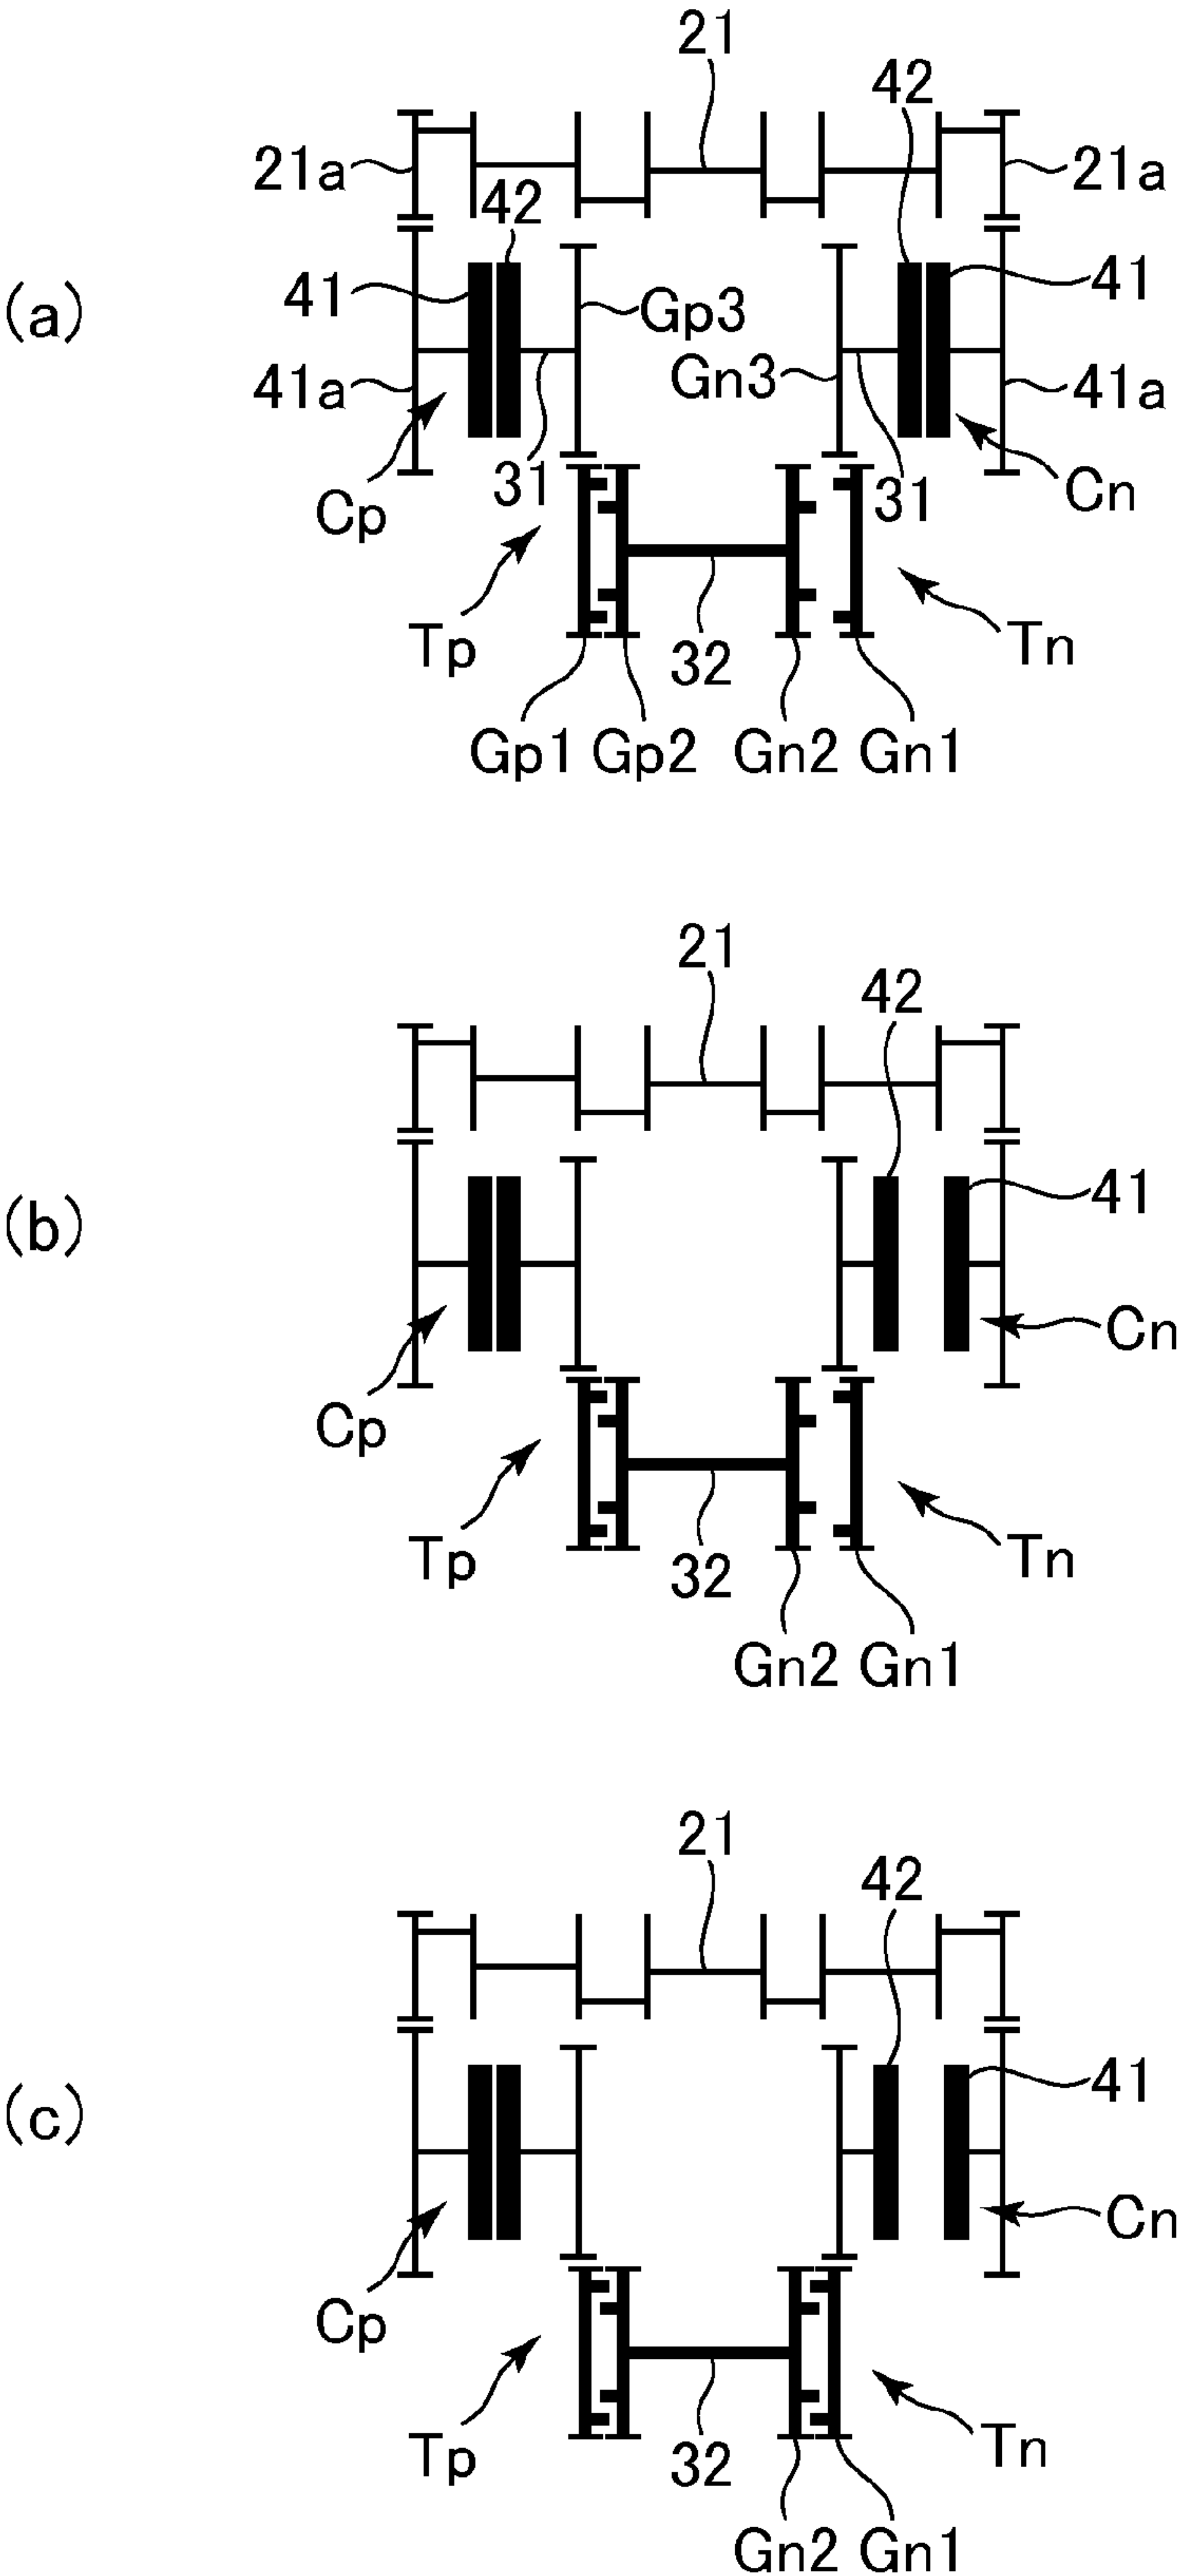 (a)
21
42
21a
21a
42
41
41
Gp3
Gn3
41a
41a
31
31
Cp
Cn
Tp
32
Tn
Gp1 Gp2 Gn2 Gn1
(b)
21
42
41
Cn
Cp
Tp
32
Tn
Gn2 Gn1
(c)
21
42
41
Cn
Cp
Tp
32
Tn
Gn2 Gn1